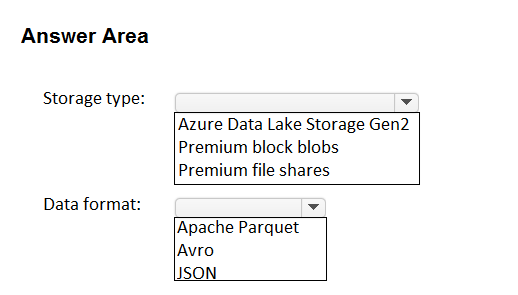 Answer Area
Storage type:
Azure Data Lake Storage Gen2
Premium block blobs
Premium file shares
Data format:
Apache Parquet
Avro
JSON